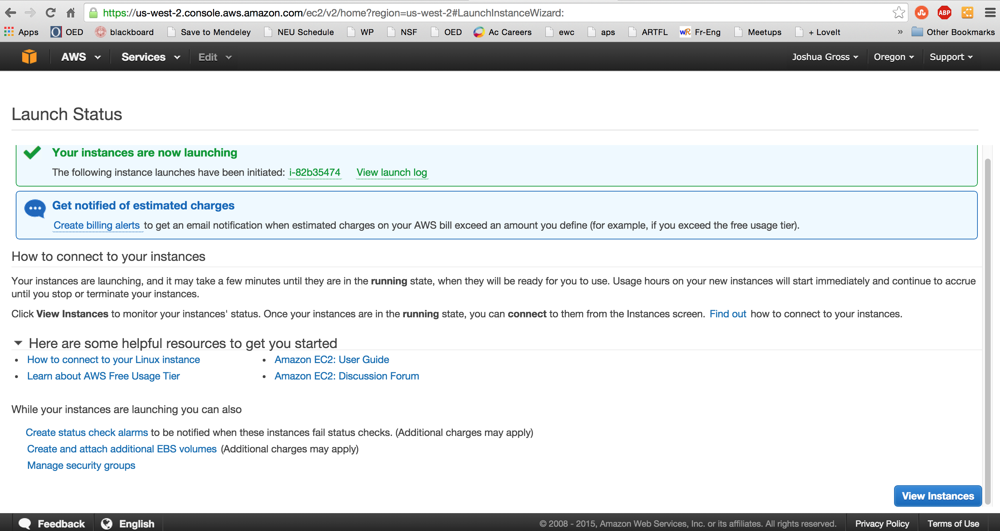 https://us-west-2.console.aws.amazon.com/ec2/v2/home?region=us-west-2#LaunchInstanceWizard:
ABP
Apps OED blackboard Save to Mendeley NEU Schedule WP NSF OED Ac Careers ewc aps ARTFL WR Fr-Eng Meetups + LoveIt » Other Bookmarks
AWS Services Edit Joshua Gross Oregon Support
Launch Status
Your instances are now launching
The following instance launches have been initiated: i-82b35474 View launch log
Get notified of estimated charges
Create billing alerts to get an email notification when estimated charges on your AWS bill exceed an amount you define (for example, if you exceed the free usage tier).
How to connect to your instances
Your instances are launching, and it may take a few minutes until they are in the running state, when they will be ready for you to use. Usage hours on your new instances will start immediately and continue to accrue
until you stop or terminate your instances.
Click View Instances to monitor your instances' status. Once your instances are in the running state, you can connect to them from the Instances screen. Find out how to connect to your instances.
Here are some helpful resources to get you started
• How to connect to your Linux instance • Amazon EC2: User Guide
• Learn about AWS Free Usage Tier • Amazon EC2: Discussion Forum
While your instances are launching you can also
Create status check alarms to be notified when these instances fail status checks. (Additional charges may apply)
Create and attach additional EBS volumes (Additional charges may apply)
Manage security groups
View Instances
Feedback English © 2008 - 2015, Amazon Web Services, Inc. or its affiliates. All rights reserved. Privacy Policy Terms of Use